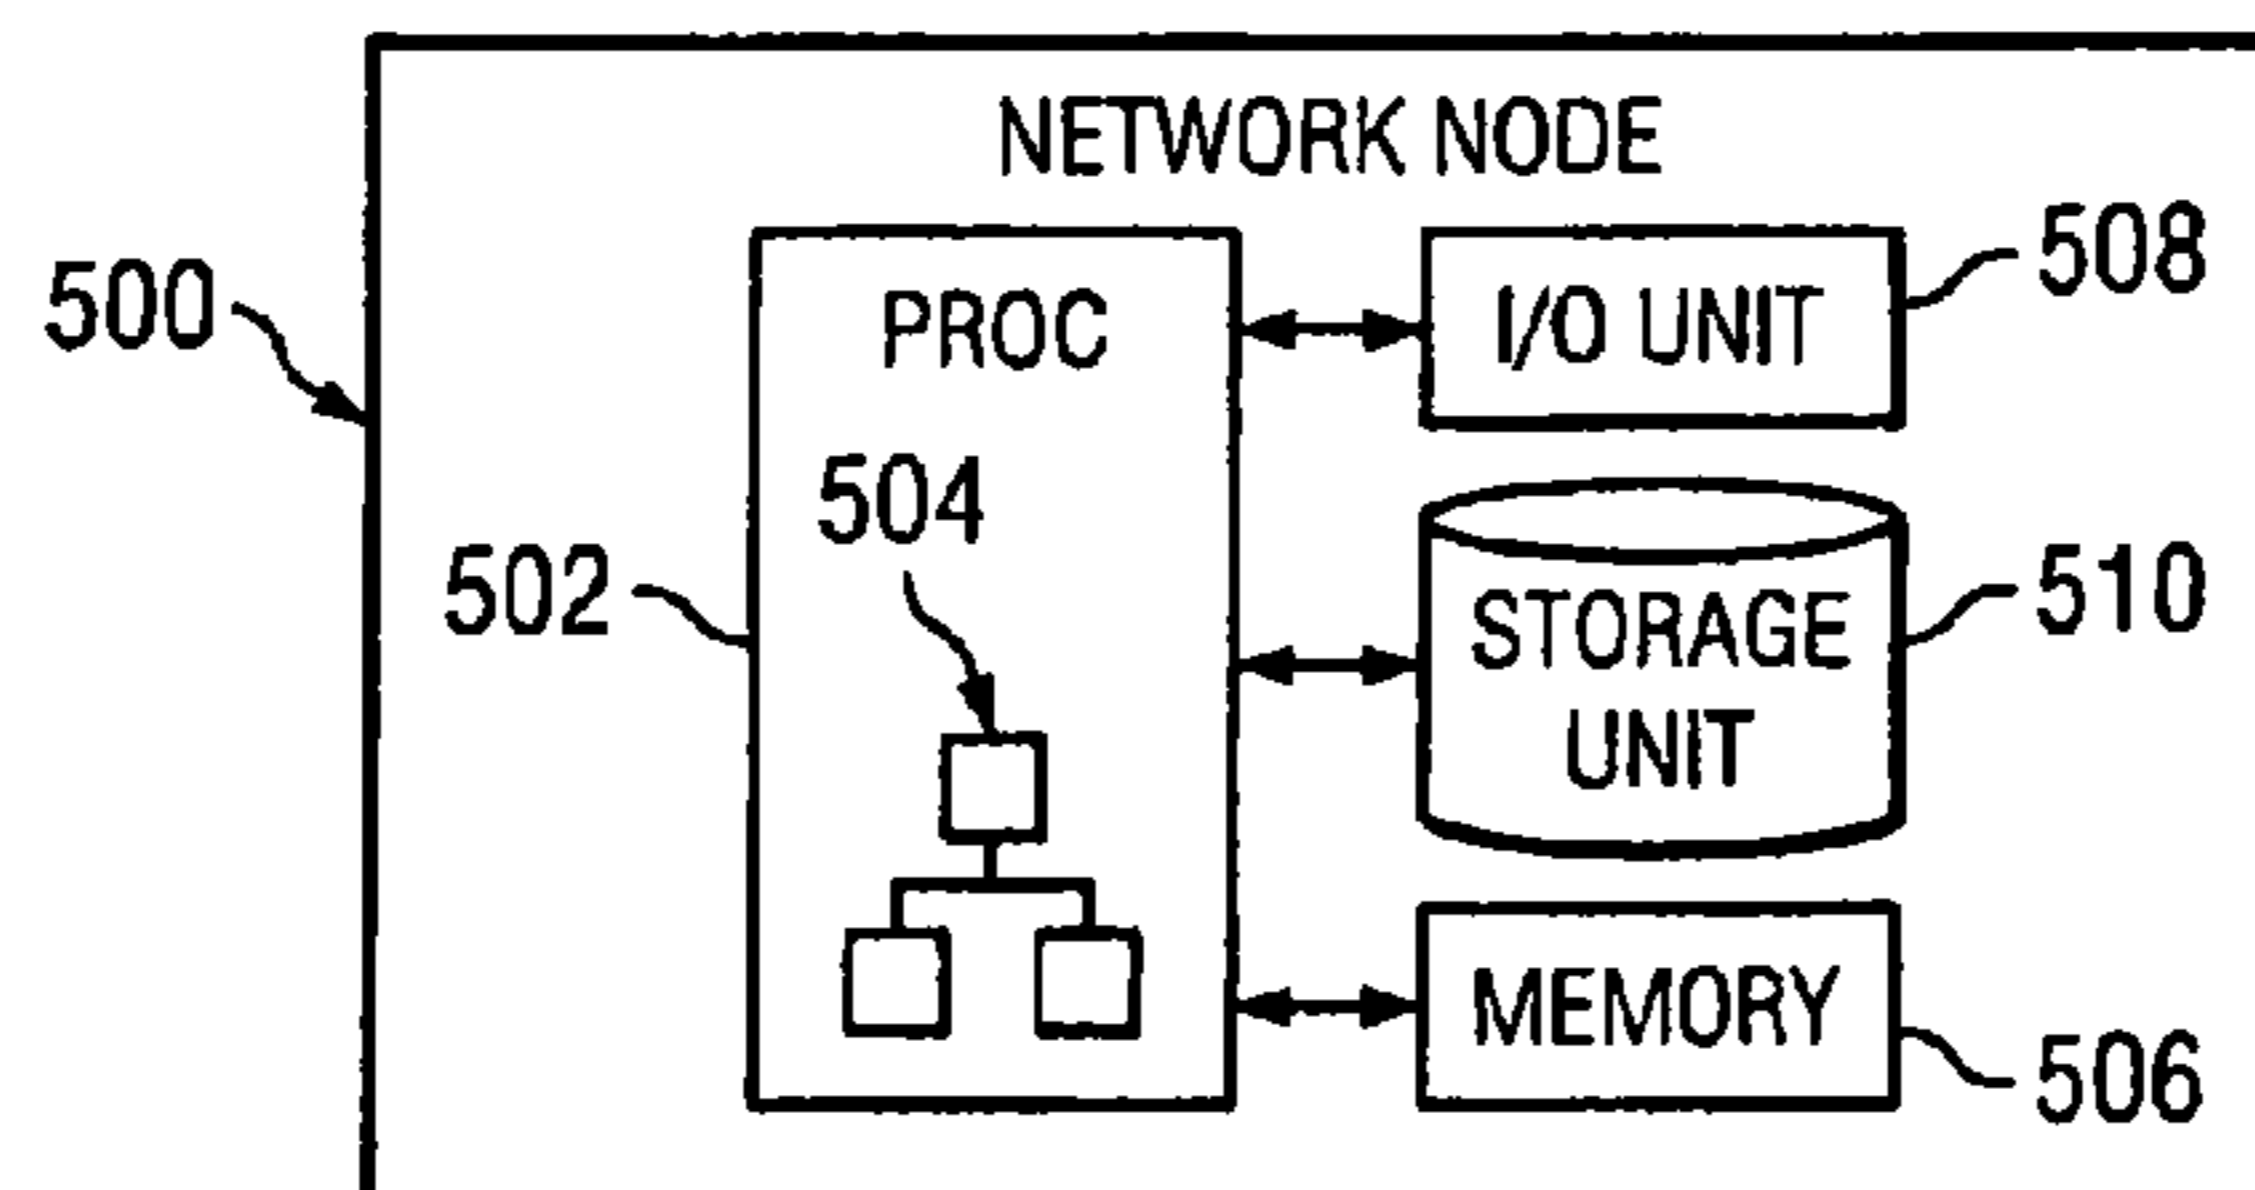 NETWORK NODE
500
PROC
I/O UNIT
508
504
502
STORAGE
UNIT
510
MEMORY
506